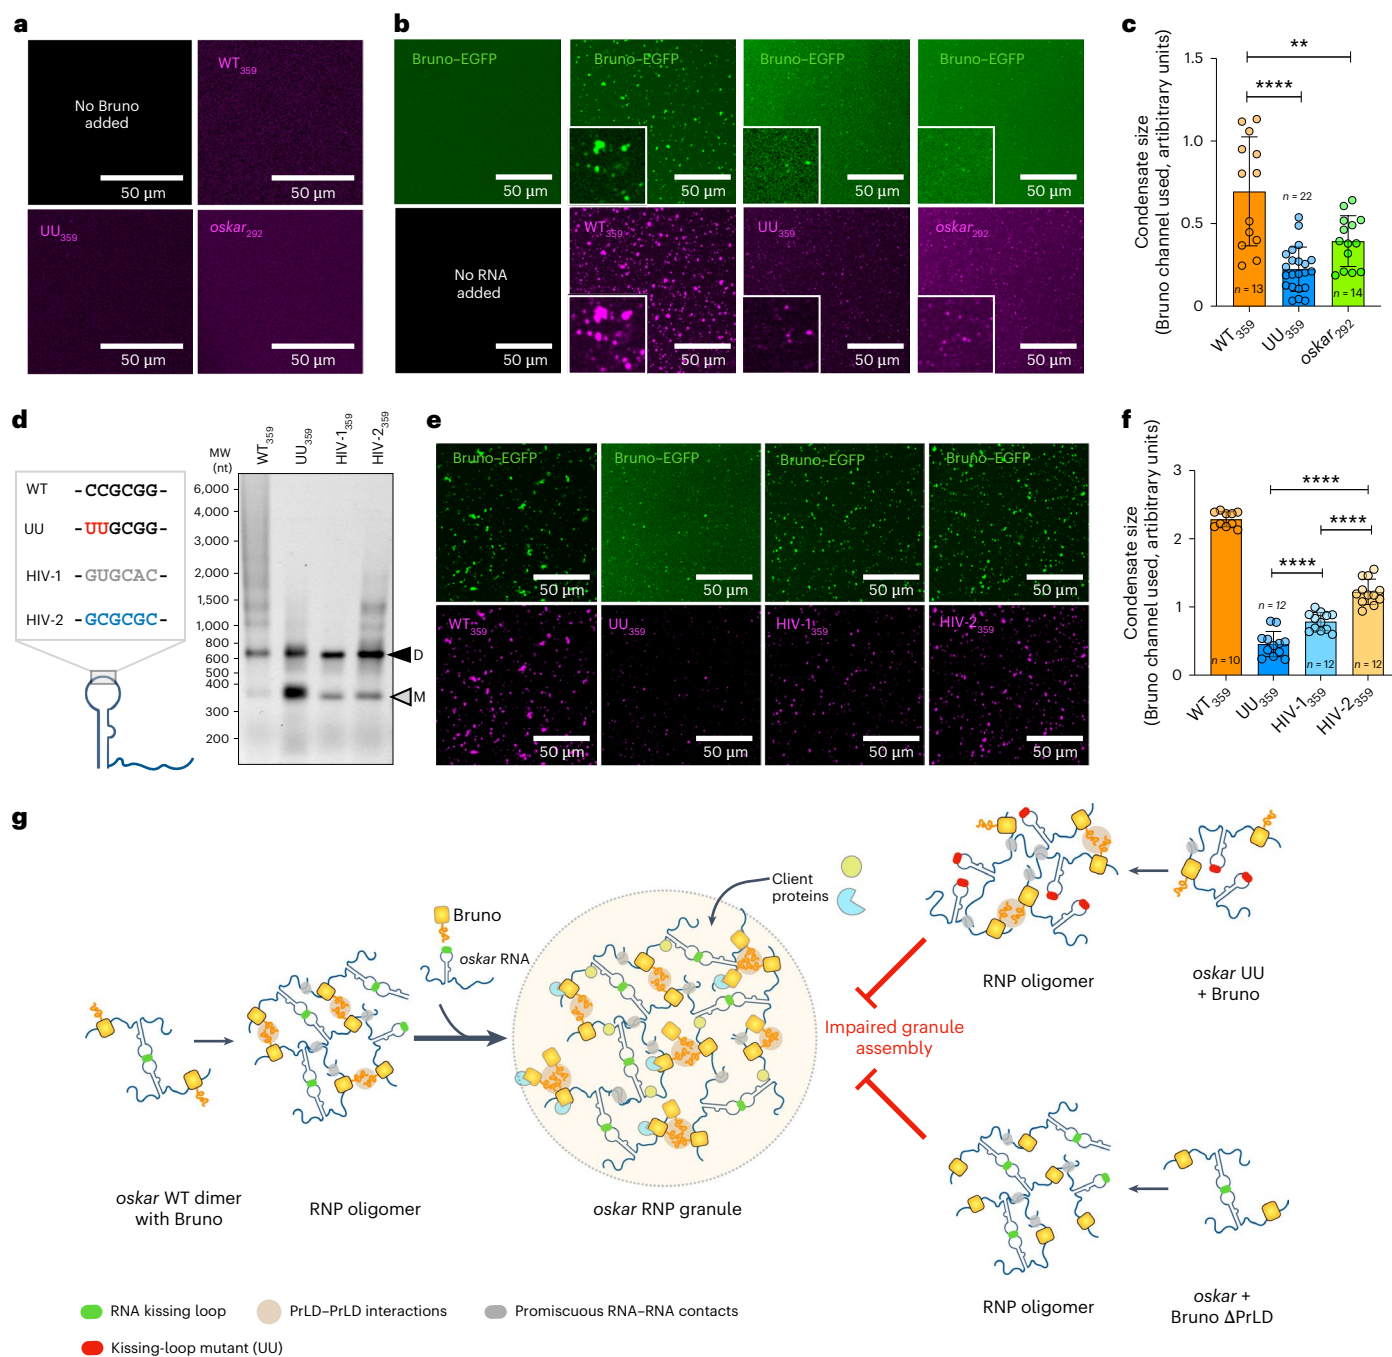 a
No Bruno
added
WT359
50 µm
50 µm
UU359
oskar292
50 µm
50 µm
b
Bruno–EGFP
Bruno–EGFP
Bruno–EGFP
Bruno–EGFP
50 µm
50 µm
50 µm
50 µm
No RNA
added
WT359
UU359
oskar292
50 µm
50 µm
50 µm
50 µm
c
Condensate size
(Bruno channel used, artibitrary units)
1.5
1.0
0.5
0
**
****
n = 22
n = 13
n = 14
WT359
UU359
oskar292
d
WT
-CCGCGG-
UU
-UUGCGG-
HIV-1
-GUGCAC-
HIV-2
-GCGCGC-
MW
(nt)
WT359
UU359
HIV-1359
HIV-2359
6,000
4,000
3,000
2,000
1,500
1,000
800
600
500
400
300
200
D
M
e
Bruno–EGFP
Bruno–EGFP
Bruno–EGFP
Bruno–EGFP
50 µm
50 µm
50 µm
50 µm
WT359
UU359
HIV-1359
HIV-2359
50 µm
50 µm
50 µm
50 µm
f
Condensate size
(Bruno channel used, artibitrary units)
3
2
1
0
****
****
****
n = 12
n = 10
n = 12
n = 12
WT359
UU359
HIV-1359
HIV-2359
g
Client
proteins
Bruno
oskar RNA
RNP oligomer
oskar UU
+ Bruno
Impaired granule
assembly
oskar WT dimer
with Bruno
RNP oligomer
oskar RNP granule
RNP oligomer
oskar +
Bruno ΔPrLD
RNA kissing loop
PrLD–PrLD interactions
Promiscuous RNA–RNA contacts
Kissing-loop mutant (UU)